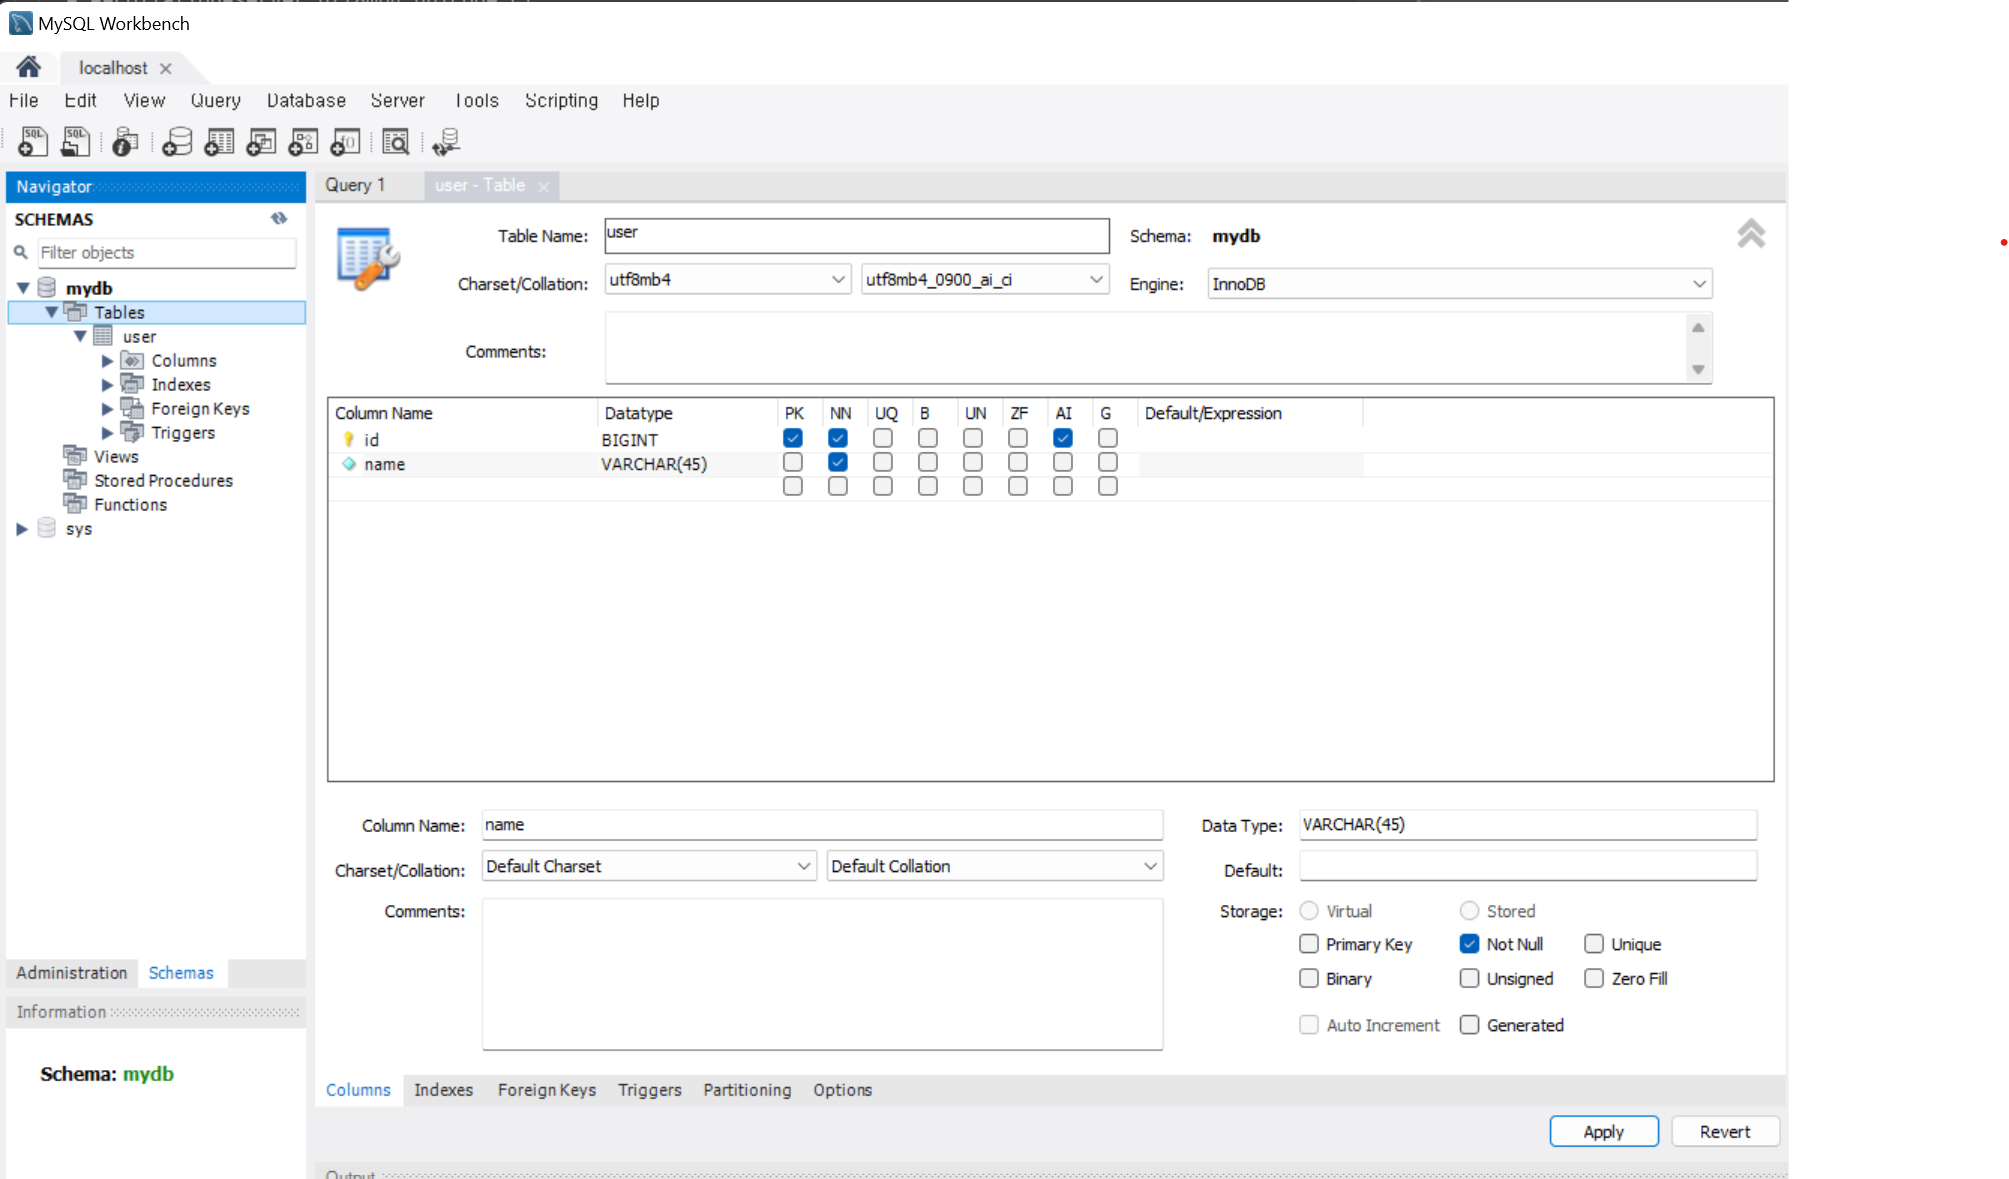 MySQL Workbench
localhost
File Edit View Query Database Server Tools Scripting Help
Navigator
SCHEMAS
Filter objects
mydb
Tables
user
Columns
Indexes
Foreign Keys
Triggers
Views
Stored Procedures
Functions
sys
Administration Schemas
Information
Schema: mydb
Query 1 user - Table
Table Name: user Schema: mydb
Charset/Collation: utf8mb4 utf8mb4_0900_ai_ci Engine: InnoDB
Comments:
Column Name Datatype PK NN UQ B UN ZF AI G Default/Expression
id BIGINT
name VARCHAR(45)
Column Name: name Data Type: VARCHAR(45)
Charset/Collation: Default Charset Default Collation Default:
Comments: Storage: Virtual Stored
Primary Key Not Null Unique
Binary Unsigned Zero Fill
Auto Increment Generated
Columns Indexes Foreign Keys Triggers Partitioning Options
Apply Revert
Output